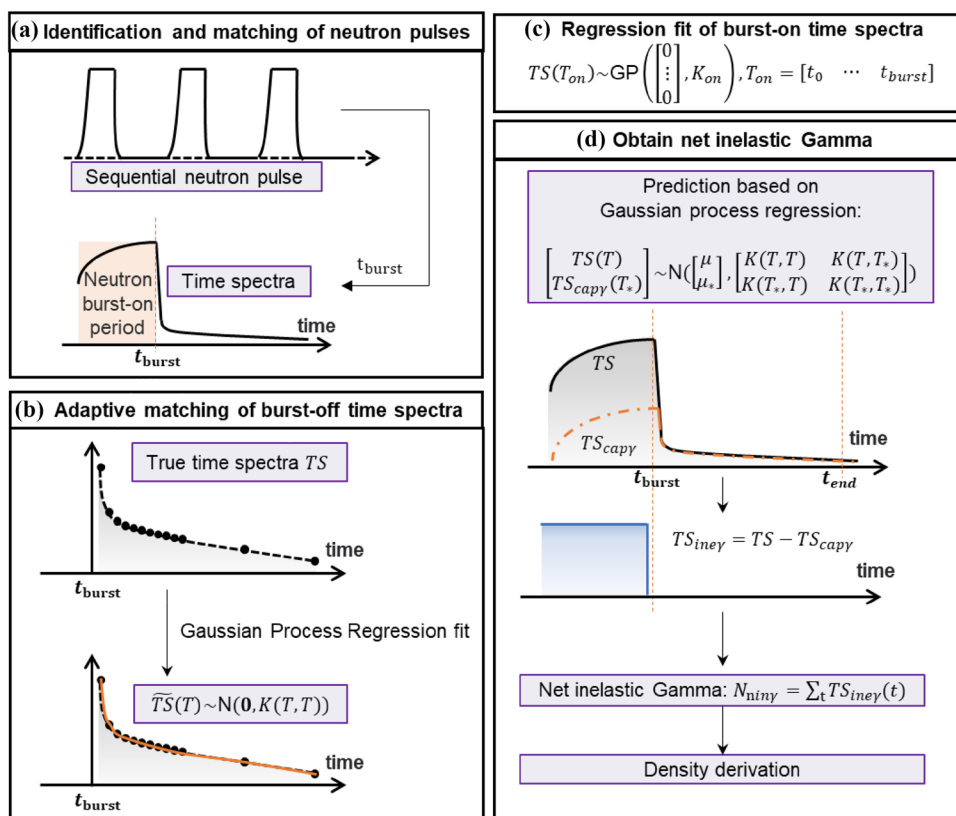 (a) Identification and matching of neutron pulses
Sequential neutron pulse
t_burst
Time spectra
Neutron
burst-on
period
time
t_burst
(b) Adaptive matching of burst-off time spectra
True time spectra TS
time
t_burst
Gaussian Process Regression fit
T̃S̃(T)~N(𝟎, K(T, T))
time
t_burst
(c) Regression fit of burst-on time spectra
TS(T_on)~GP([0 ⋮ 0], K_on), T_on = [t_0 ⋯ t_burst]
(d) Obtain net inelastic Gamma
Prediction based on
Gaussian process regression:
[TS(T) TS_capγ(T_*)]~N([μ μ_*], [K(T, T) K(T, T_*) K(T_*, T) K(T_*, T_*)])
TS
TS_capγ
time
t_burst
t_end
TS_ineγ = TS − TS_capγ
time
Net inelastic Gamma: N_ninγ = ∑_t TS_ineγ(t)
Density derivation